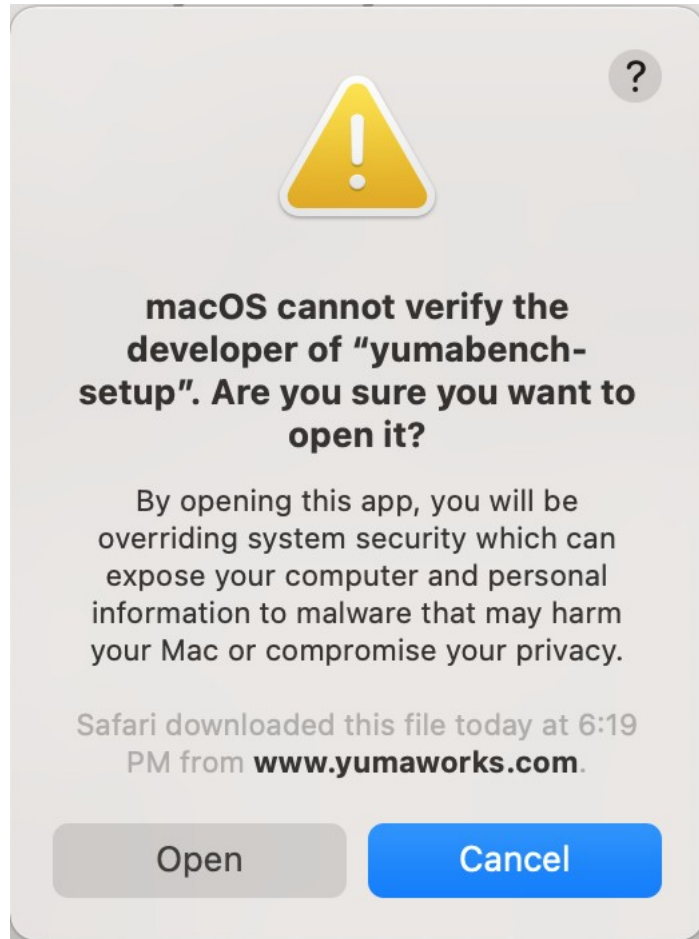 ?
!
macOS cannot verify the
developer of “yumabench-
setup”. Are you sure you want to
open it?
By opening this app, you will be
overriding system security which can
expose your computer and personal
information to malware that may harm
your Mac or compromise your privacy.
Safari downloaded this file today at 6:19
PM from www.yumaworks.com.
Open
Cancel